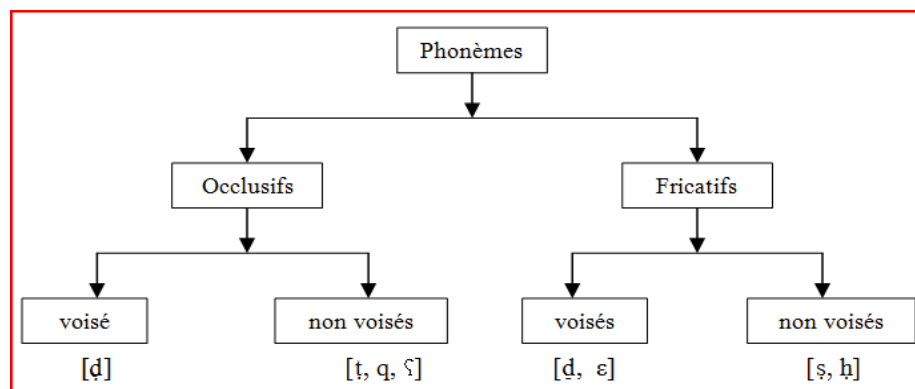 Phonèmes
Occlusifs Fricatifs
voisé non voisés voisés non voisés
[ḍ] [ṭ, q, ʕ] [ḏ, ε] [ṣ, ḥ]